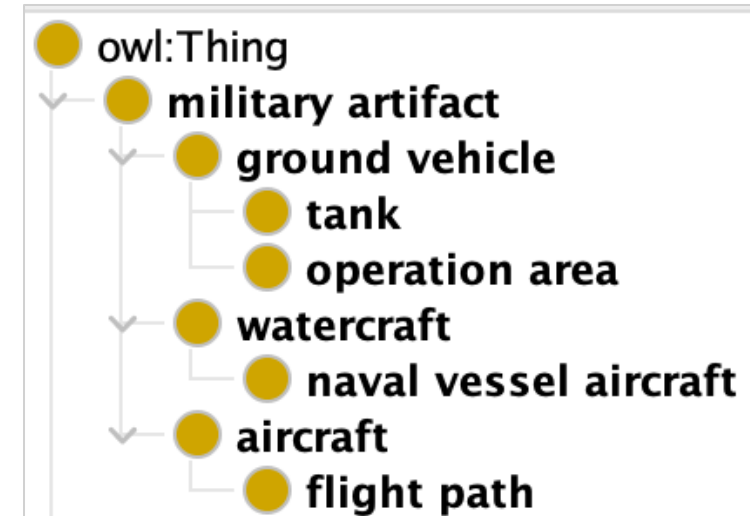 owl:Thing
military artifact
ground vehicle
tank
operation area
watercraft
naval vessel aircraft
aircraft
flight path